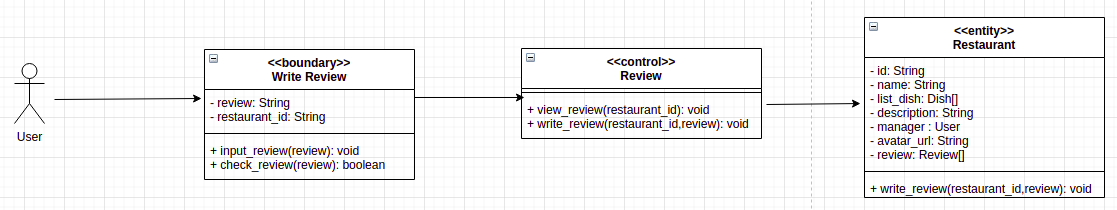 User
<<boundary>>
Write Review
- review: String
- restaurant_id: String
+ input_review(review): void
+ check_review(review): boolean
<<control>>
Review
+ view_review(restaurant_id): void
+ write_review(restaurant_id,review): void
<<entity>>
Restaurant
- id: String
- name: String
- list_dish: Dish[]
- description: String
- manager : User
- avatar_url: String
- review: Review[]
+ write_review(restaurant_id,review): void